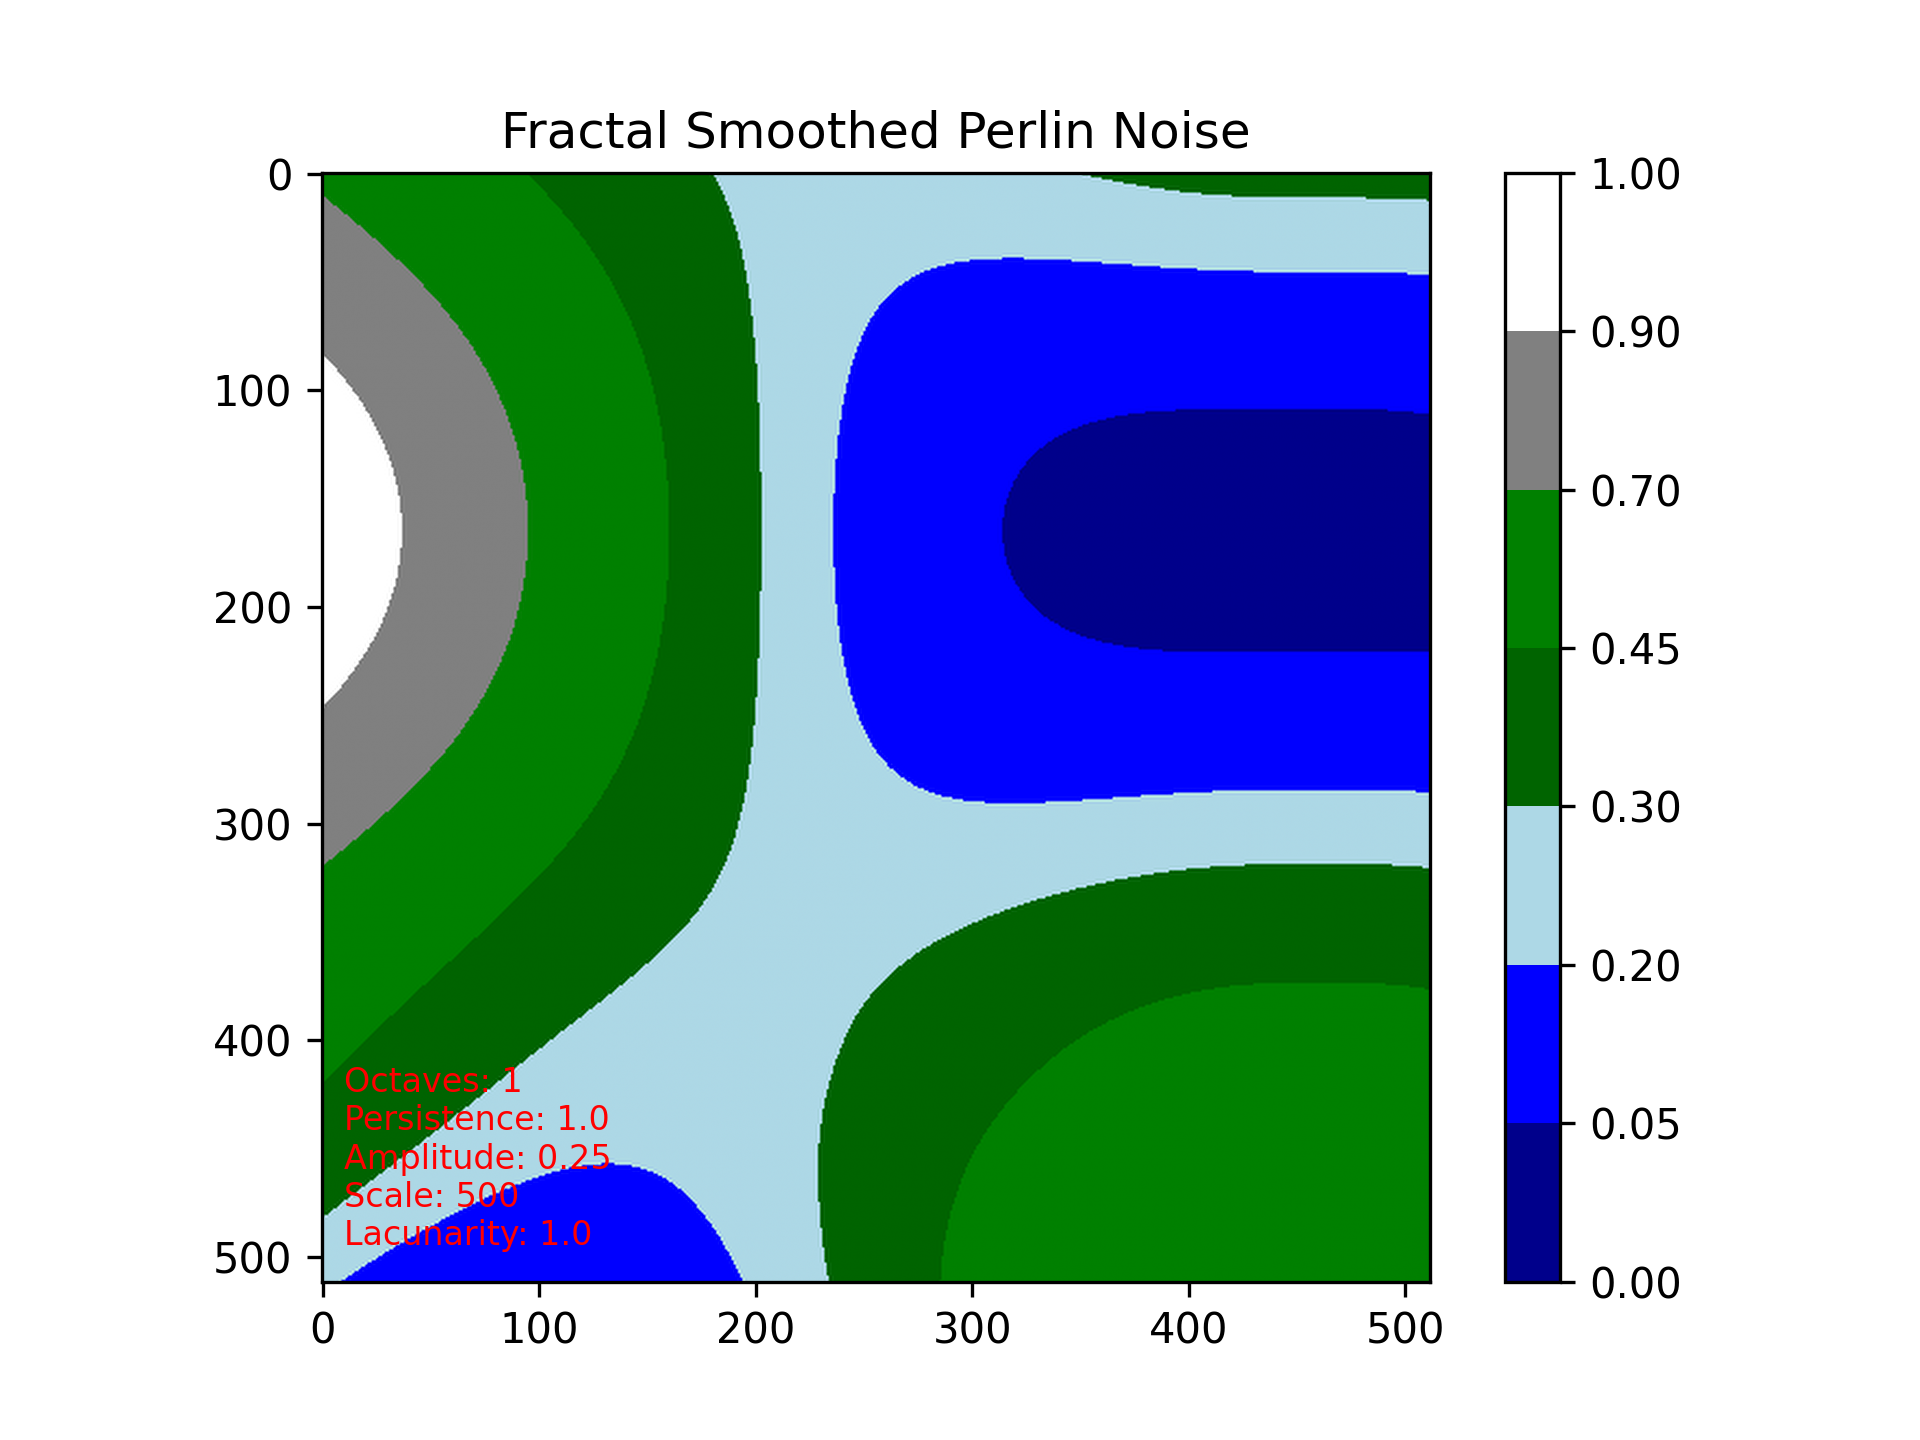 Fractal Smoothed Perlin Noise
0
100
200
300
400
500
Octaves: 1
Persistence: 1.0
Amplitude: 0.25
Scale: 500
Lacunarity: 1.0
0 100 200 300 400 500
1.00
0.90
0.70
0.45
0.30
0.20
0.05
0.00